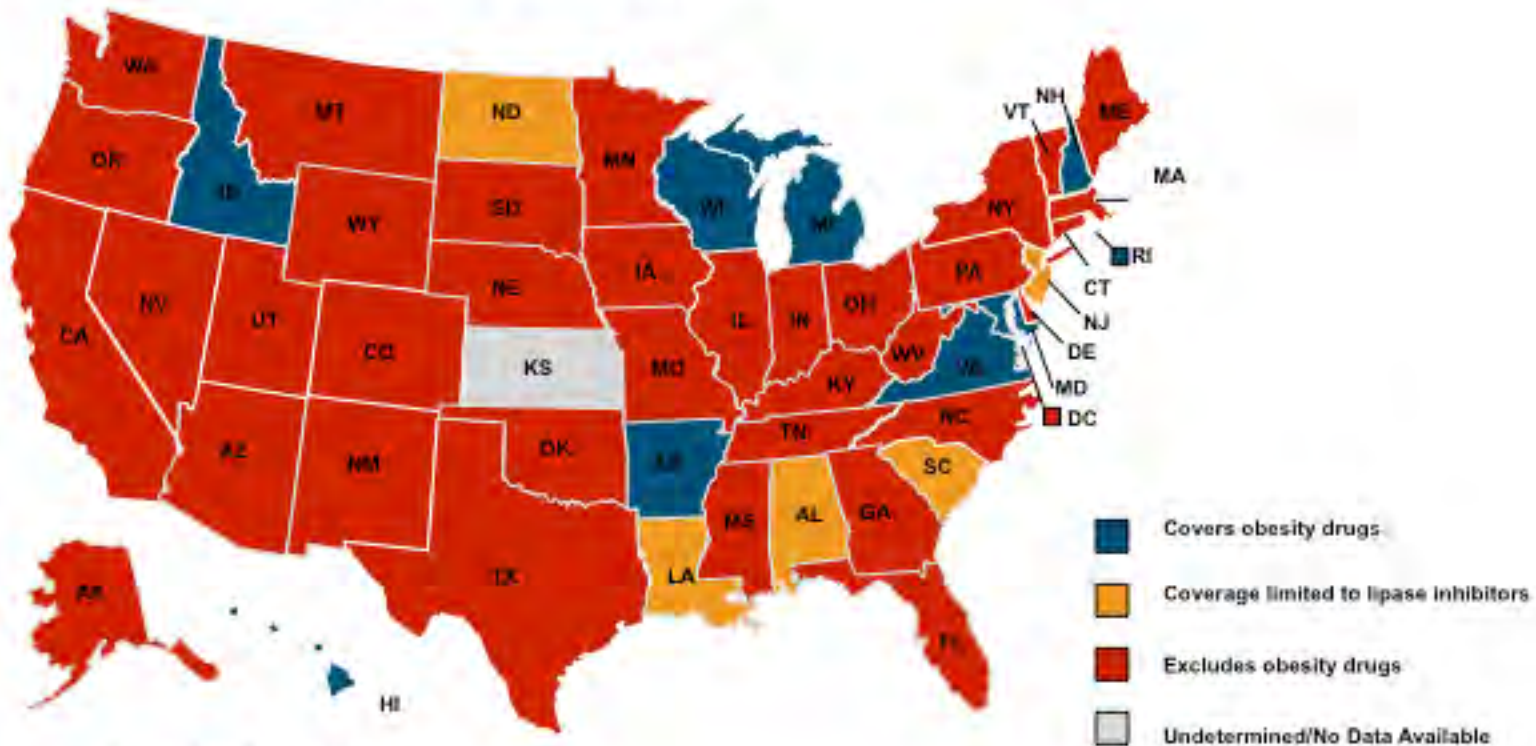 WA
MT
ND
MN
VT
NH
ME
OR
ID
SD
WI
MI
NY
MA
WY
RI
IA
PA
CT
NE
NV
UT
IL
IN
OH
NJ
CA
CO
KS
MO
WV
VA
DE
KY
MD
DC
NC
TN
AZ
NM
OK
AR
SC
MS
AL
GA
TX
LA
AK
FL
HI
Covers obesity drugs
Coverage limited to lipase inhibitors
Excludes obesity drugs
Undetermined/No Data Available